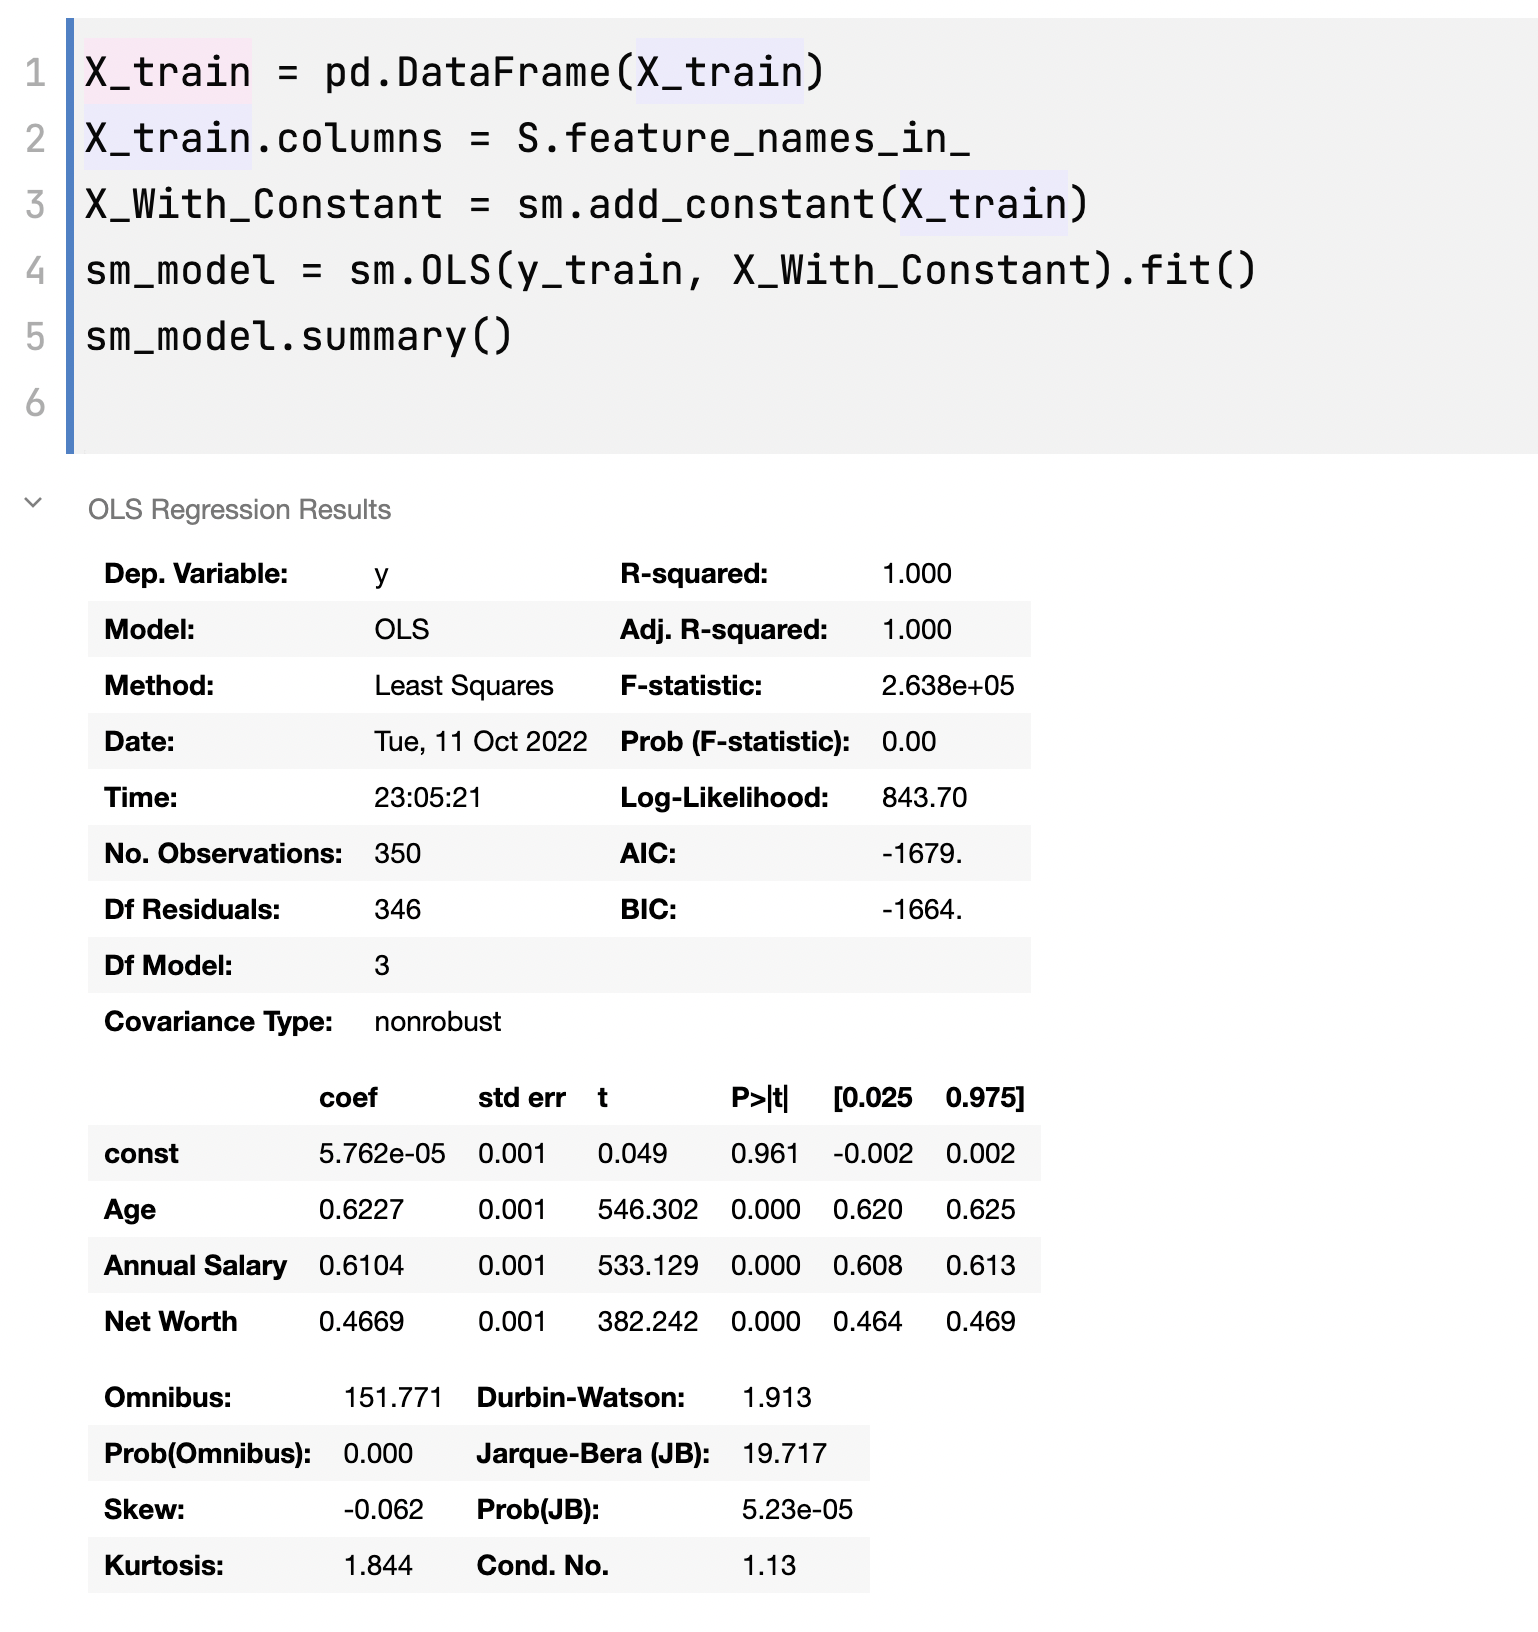 1 X_train = pd.DataFrame(X_train)
2 X_train.columns = S.feature_names_in_
3 X_With_Constant = sm.add_constant(X_train)
4 sm_model = sm.OLS(y_train, X_With_Constant).fit()
5 sm_model.summary()
6
OLS Regression Results
Dep. Variable: y R-squared: 1.000
Model: OLS Adj. R-squared: 1.000
Method: Least Squares F-statistic: 2.638e+05
Date: Tue, 11 Oct 2022 Prob (F-statistic): 0.00
Time: 23:05:21 Log-Likelihood: 843.70
No. Observations: 350 AIC: -1679.
Df Residuals: 346 BIC: -1664.
Df Model: 3
Covariance Type: nonrobust
coef std err t P>|t| [0.025 0.975]
const 5.762e-05 0.001 0.049 0.961 -0.002 0.002
Age 0.6227 0.001 546.302 0.000 0.620 0.625
Annual Salary 0.6104 0.001 533.129 0.000 0.608 0.613
Net Worth 0.4669 0.001 382.242 0.000 0.464 0.469
Omnibus: 151.771 Durbin-Watson: 1.913
Prob(Omnibus): 0.000 Jarque-Bera (JB): 19.717
Skew: -0.062 Prob(JB): 5.23e-05
Kurtosis: 1.844 Cond. No. 1.13